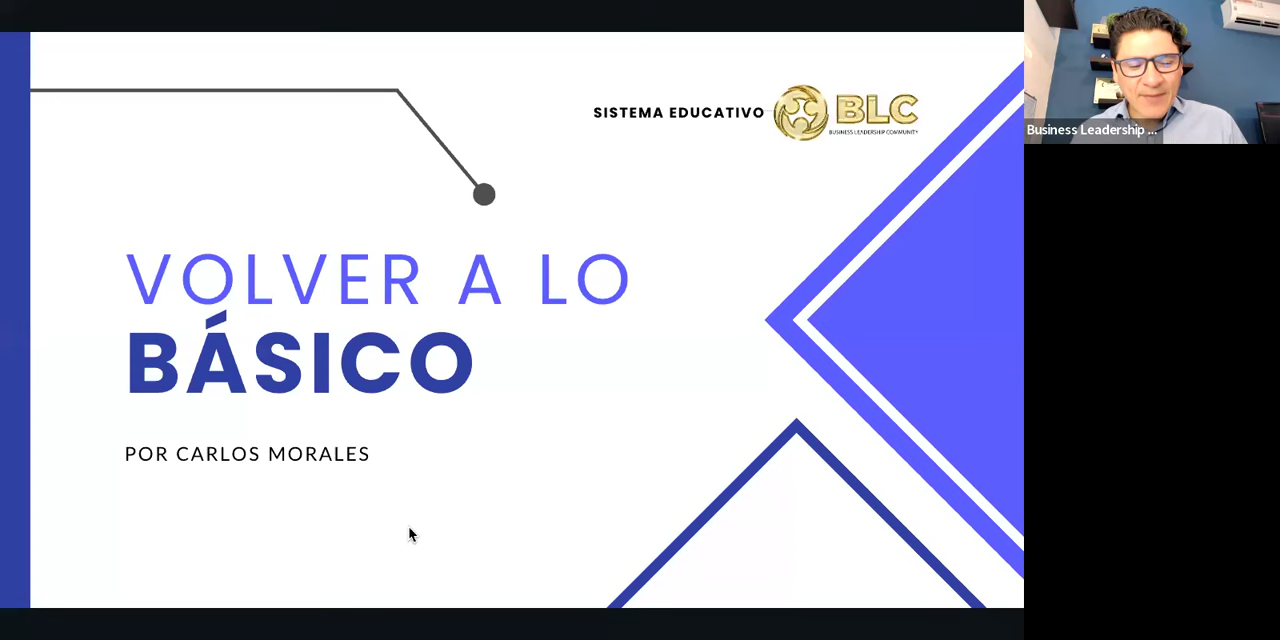 SISTEMA EDUCATIVO
BLC
BUSINESS LEADERSHIP COMMUNITY
Business Leadership ...
VOLVER A LO
BÁSICO
POR CARLOS MORALES